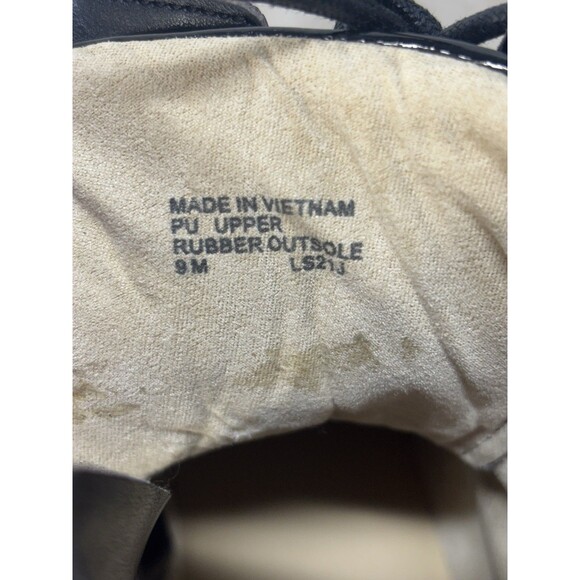 MADE IN VIETNAM
PU UPPER
RUBBER OUTSOLE
9 M LS21J